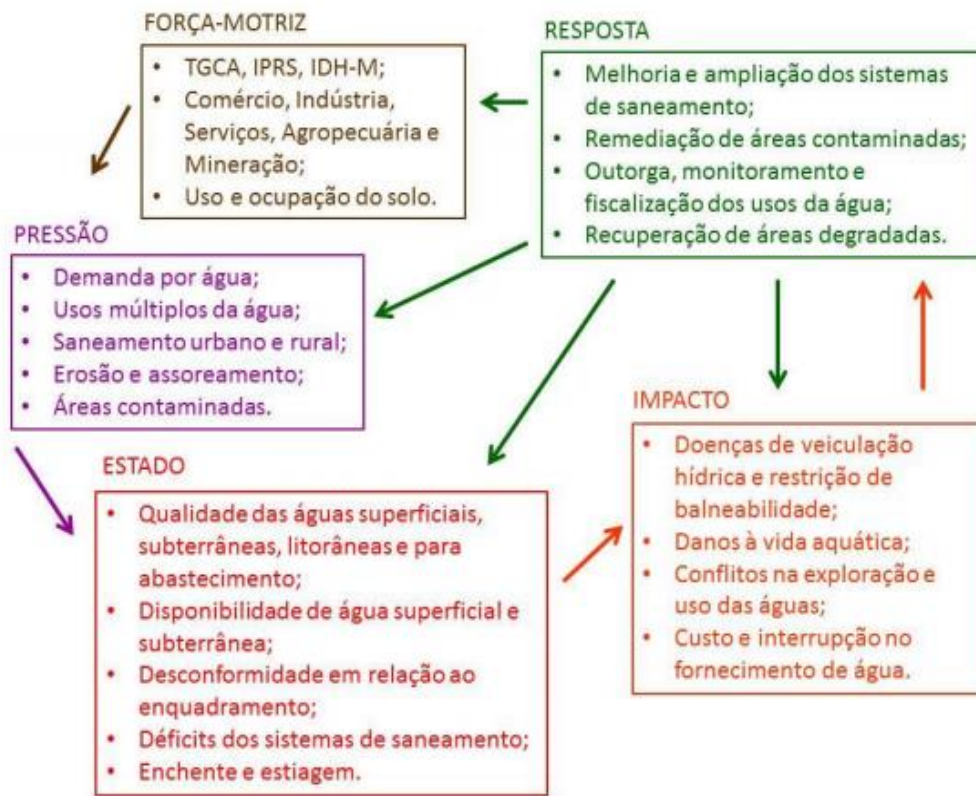 FORÇA-MOTRIZ
• TGCA, IPRS, IDH-M;
• Comércio, Indústria,
Serviços, Agropecuária e
Mineração;
• Uso e ocupação do solo.
RESPOSTA
• Melhoria e ampliação dos sistemas
de saneamento;
• Remediação de áreas contaminadas;
• Outorga, monitoramento e
fiscalização dos usos da água;
• Recuperação de áreas degradadas.
PRESSÃO
• Demanda por água;
• Usos múltiplos da água;
• Saneamento urbano e rural;
• Erosão e assoreamento;
• Áreas contaminadas.
ESTADO
• Qualidade das águas superficiais,
subterrâneas, litorâneas e para
abastecimento;
• Disponibilidade de água superficial e
subterrânea;
• Desconformidade em relação ao
enquadramento;
• Déficits dos sistemas de saneamento;
• Enchente e estiagem.
IMPACTO
• Doenças de veiculação
hídrica e restrição de
balneabilidade;
• Danos à vida aquática;
• Conflitos na exploração e
uso das águas;
• Custo e interrupção no
fornecimento de água.